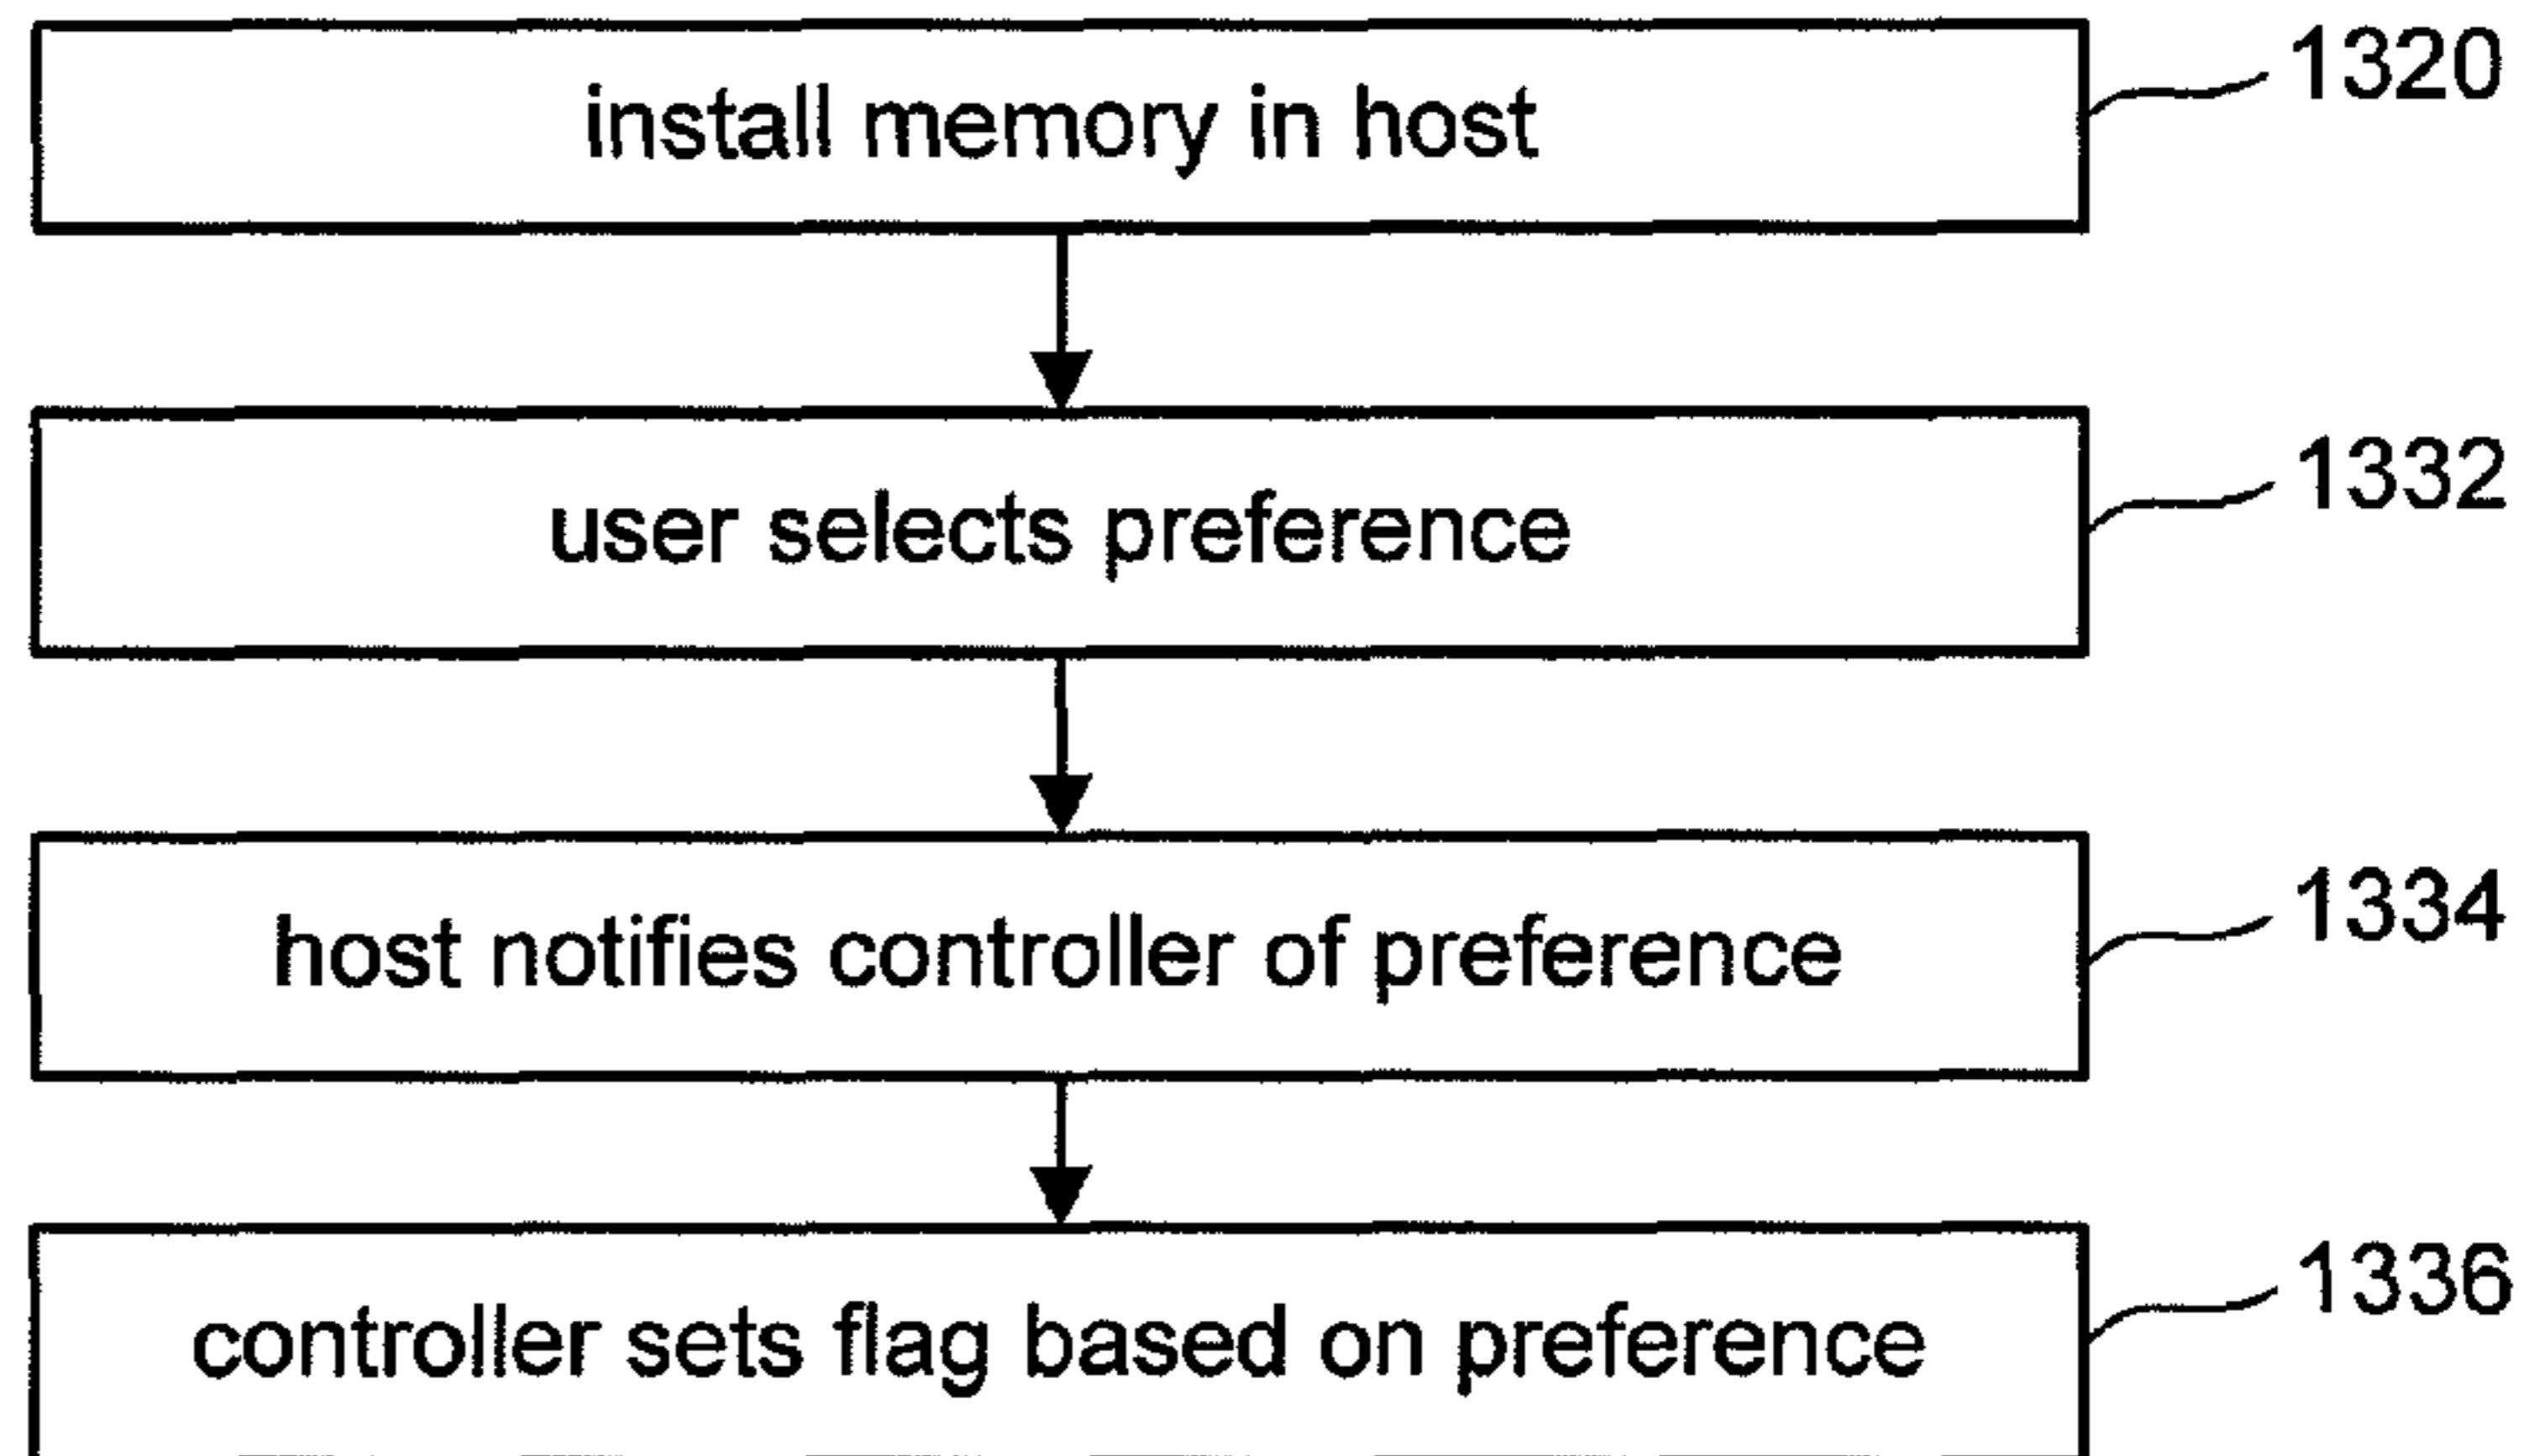 install memory in host
1320
user selects preference
1332
host notifies controller of preference
1334
controller sets flag based on preference
1336